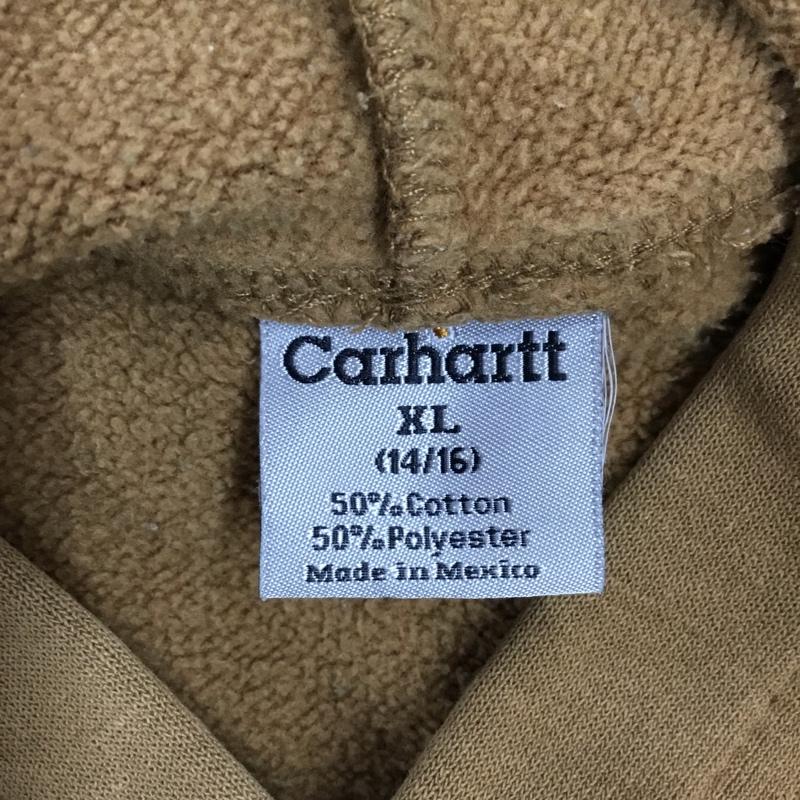 Carhartt
XL
(14/16)
50% Cotton
50% Polyester
Made in Mexico